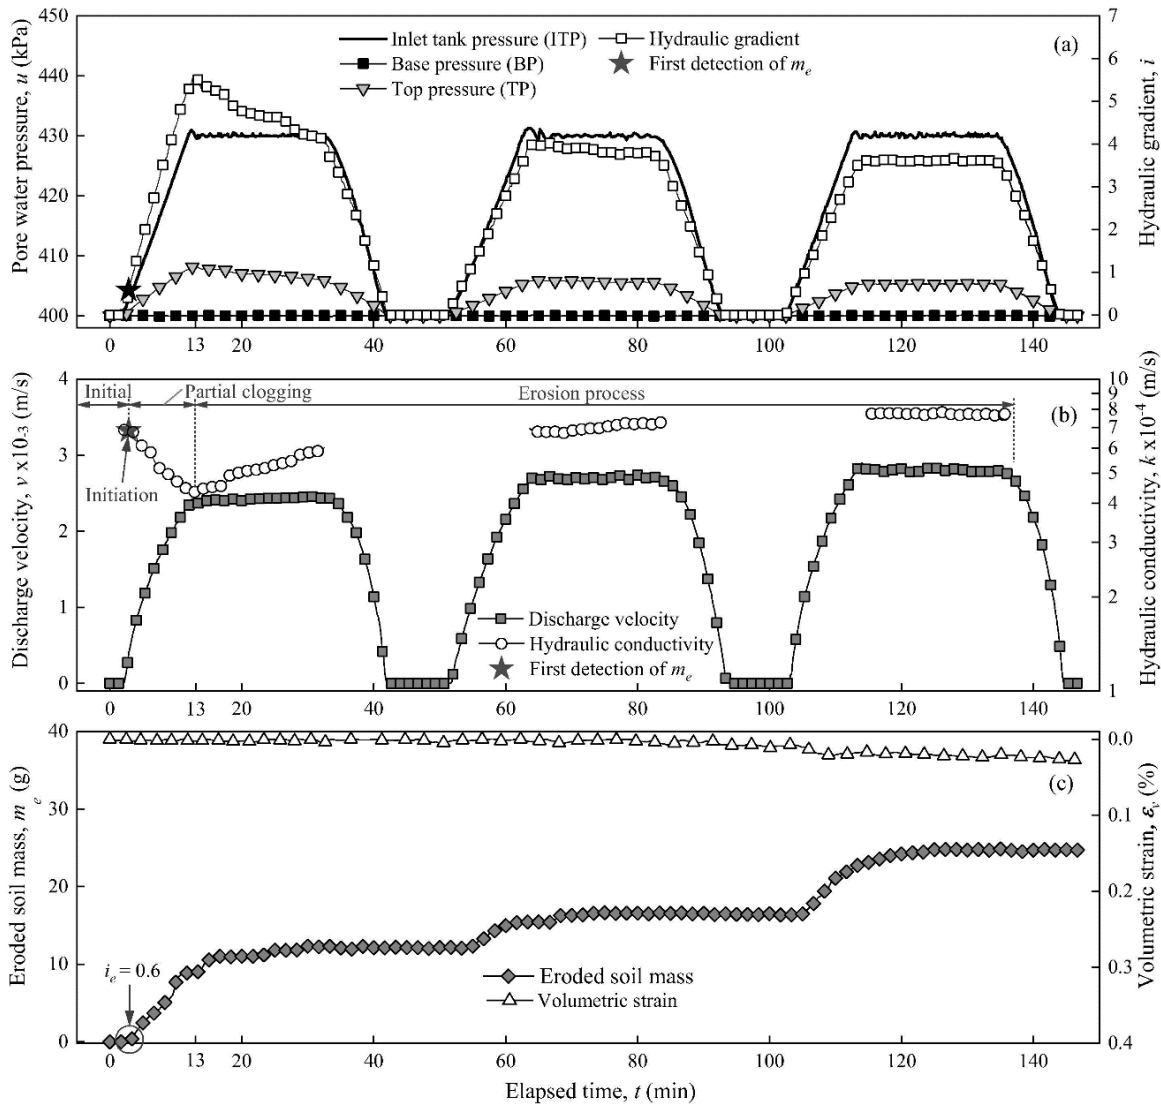 450
440
430
420
410
400
Pore water pressure, u (kPa)
Inlet tank pressure (ITP)
Base pressure (BP)
Top pressure (TP)
Hydraulic gradient
First detection of me
(a)
7
6
5
4
3
2
1
0
Hydraulic gradient, i
0 13 20 40 60 80 100 120 140
4
3
2
1
0
Discharge velocity, v x10-3 (m/s)
Initial
Partial clogging
Erosion process
(b)
Initiation
Discharge velocity
Hydraulic conductivity
First detection of me
10
9
8
7
6
5
4
3
2
1
Hydraulic conductivity, k x10-4 (m/s)
0 13 20 40 60 80 100 120 140
40
30
20
10
0
Eroded soil mass, me (g)
(c)
ie = 0.6
Eroded soil mass
Volumetric strain
0.0
0.1
0.2
0.3
0.4
Volumetric strain, εv (%)
0 13 20 40 60 80 100 120 140
Elapsed time, t (min)